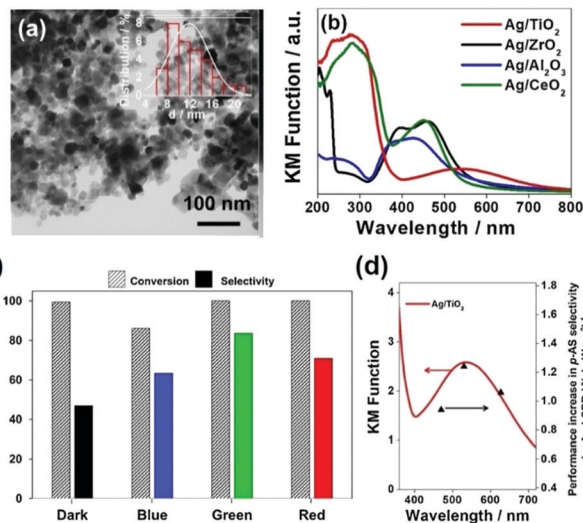 (a)
Distribution / %
8
6
4
2
0
4 8 12 16 20
d / nm
100 nm
(b)
KM Function / a.u.
Ag/TiO2
Ag/ZrO2
Ag/Al2O3
Ag/CeO2
200 300 400 500 600 700 800
Wavelength / nm
)
Conversion
Selectivity
100
80
60
40
20
0
Dark Blue Green Red
(d)
KM Function
4
3
2
1
Ag/TiO2
1.8
1.6
1.4
1.2
1.0
0.8
0.6
0.4
Performance increase in p-AS selectivity
400 500 600 700
Wavelength / nm